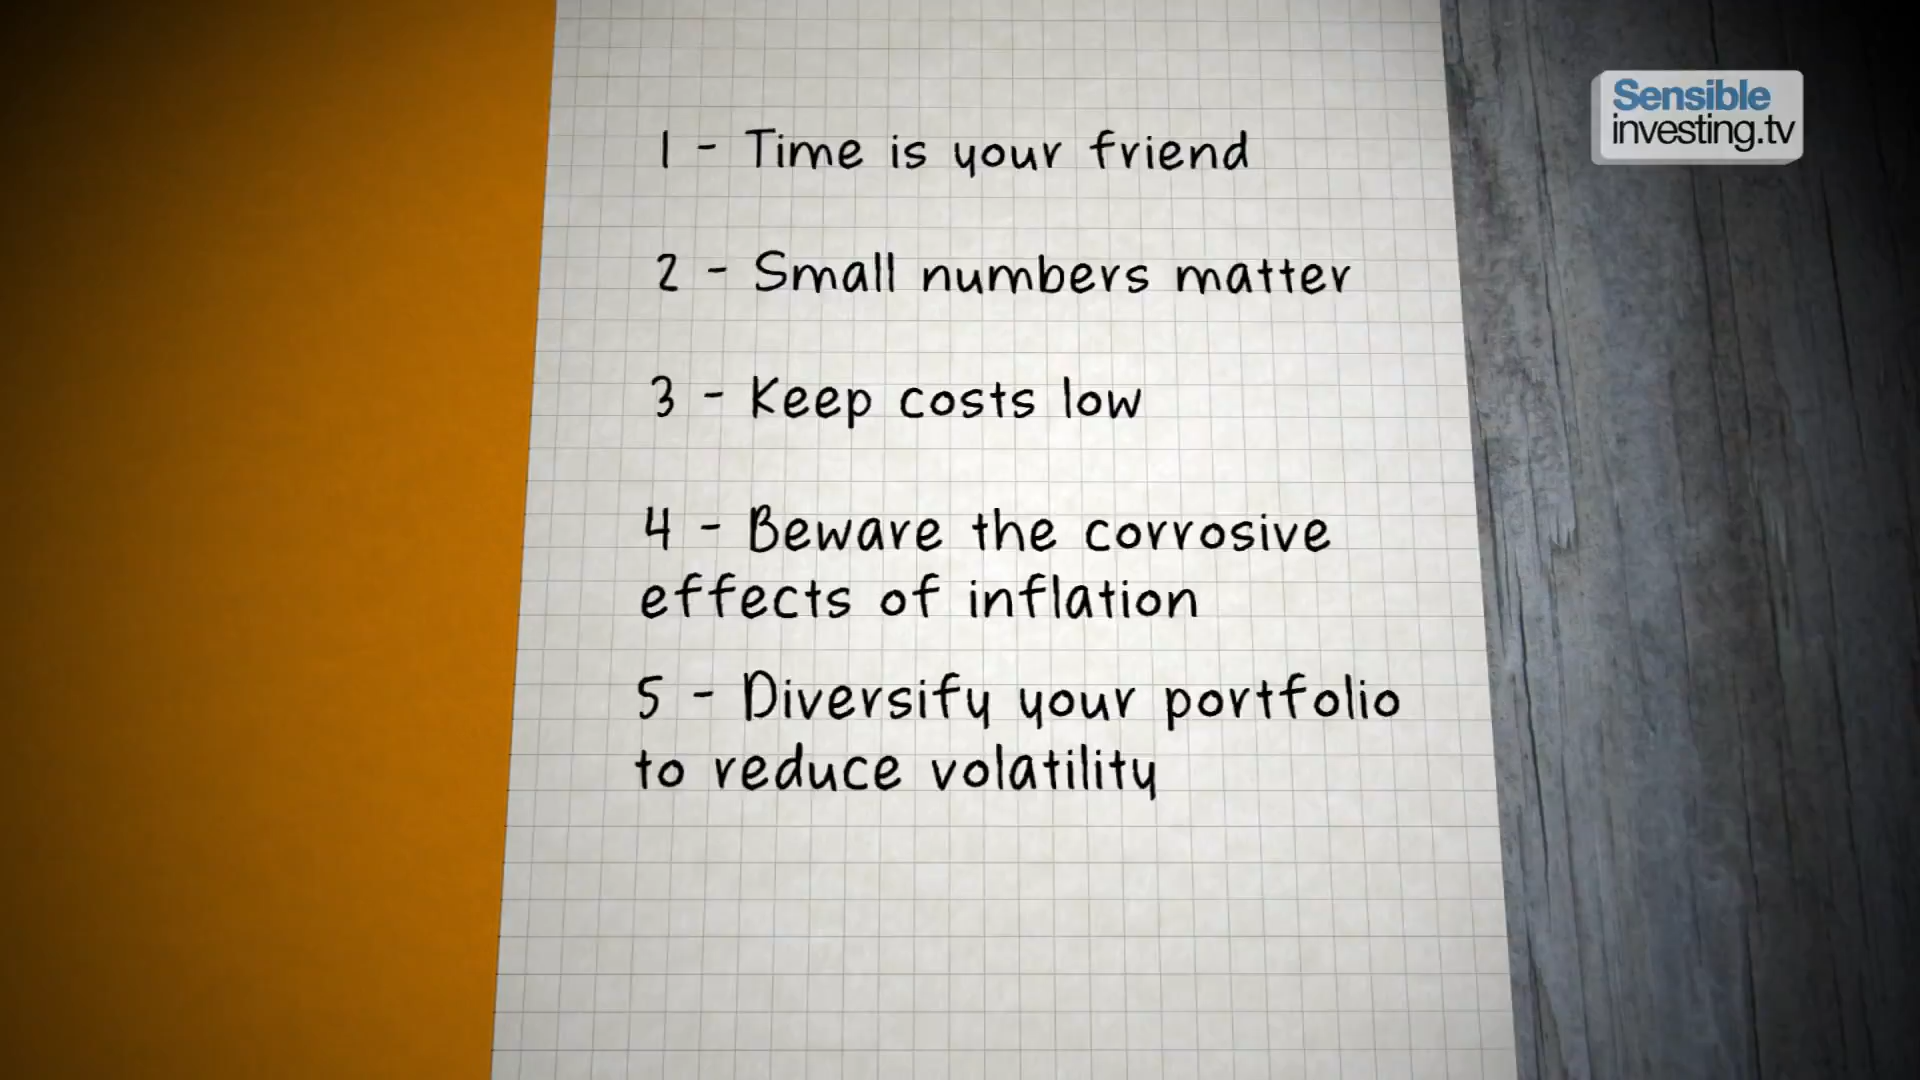 Sensible
investing.tv
1 - Time is your friend
2 - Small numbers matter
3 - Keep costs low
4 - Beware the corrosive
effects of inflation
5 - Diversify your portfolio
to reduce volatility